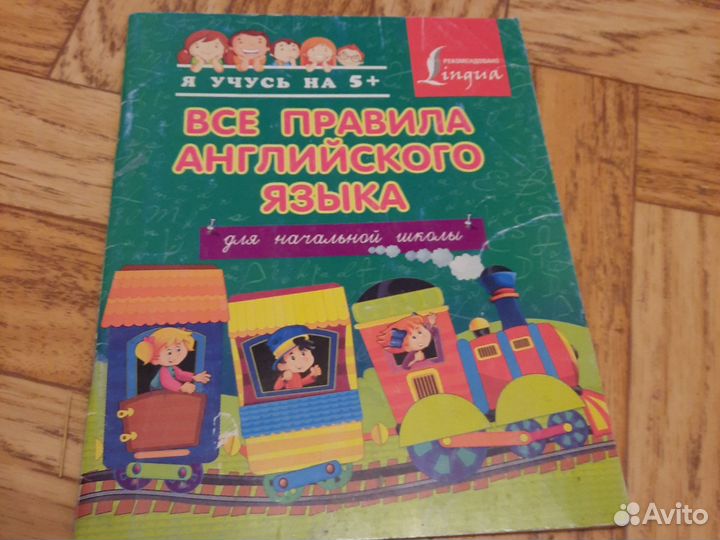 Я УЧУСЬ НА 5+
РЕКОМЕНДОВАНО
Lingua
ВСЕ ПРАВИЛА
АНГЛИЙСКОГО
ЯЗЫКА
для начальной школы
Avito